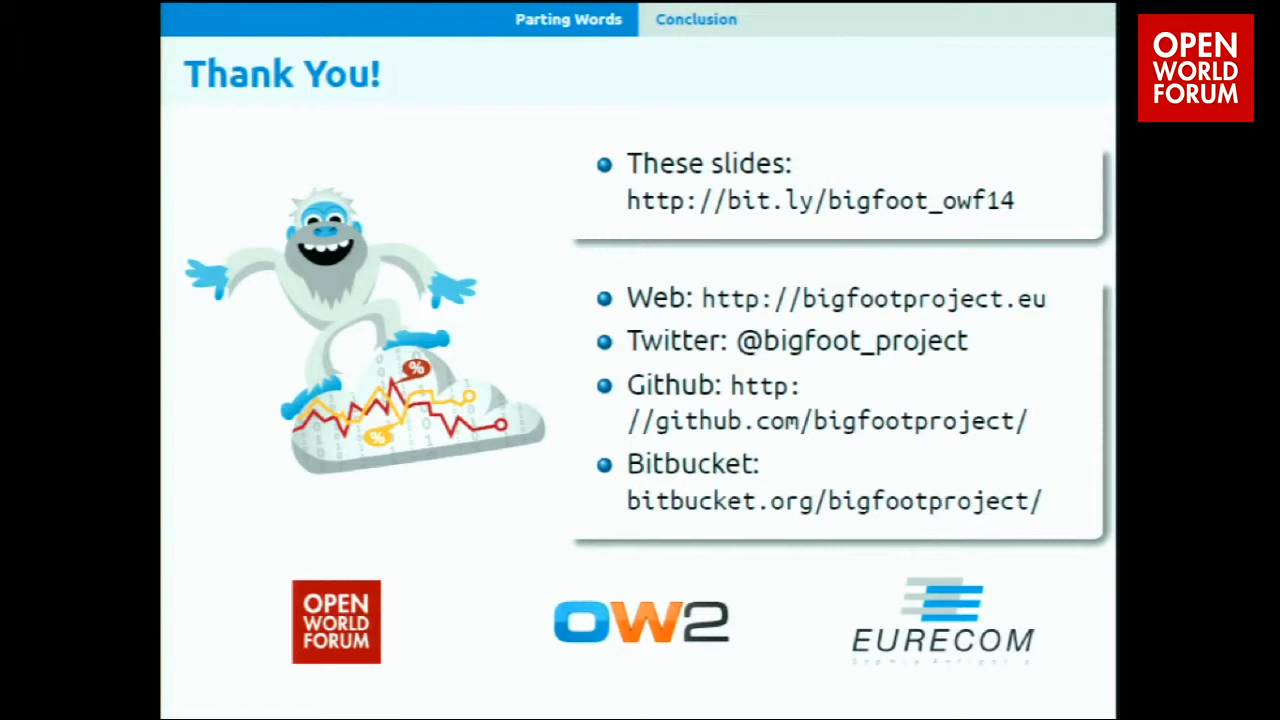 Parting Words
Conclusion
OPEN
WORLD
FORUM
Thank You!
These slides:
http://bit.ly/bigfoot_owf14
Web: http://bigfootproject.eu
Twitter: @bigfoot_project
Github: http:
//github.com/bigfootproject/
Bitbucket:
bitbucket.org/bigfootproject/
%
%
OPEN
WORLD
FORUM
OW2
EURECOM